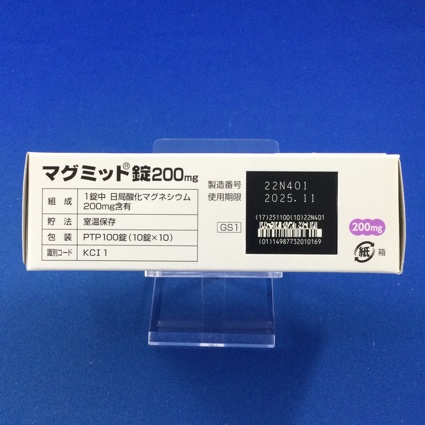 マグミット®錠200mg
組成 1錠中 日局酸化マグネシウム
200mg含有
貯法 室温保存
包装 PTP100錠(10錠×10)
識別コード KCI 1
製造番号 22N401
使用期限 2025.11
GS1
(17)251100(10)22N401
(01)14987732010169
200mg
紙 箱